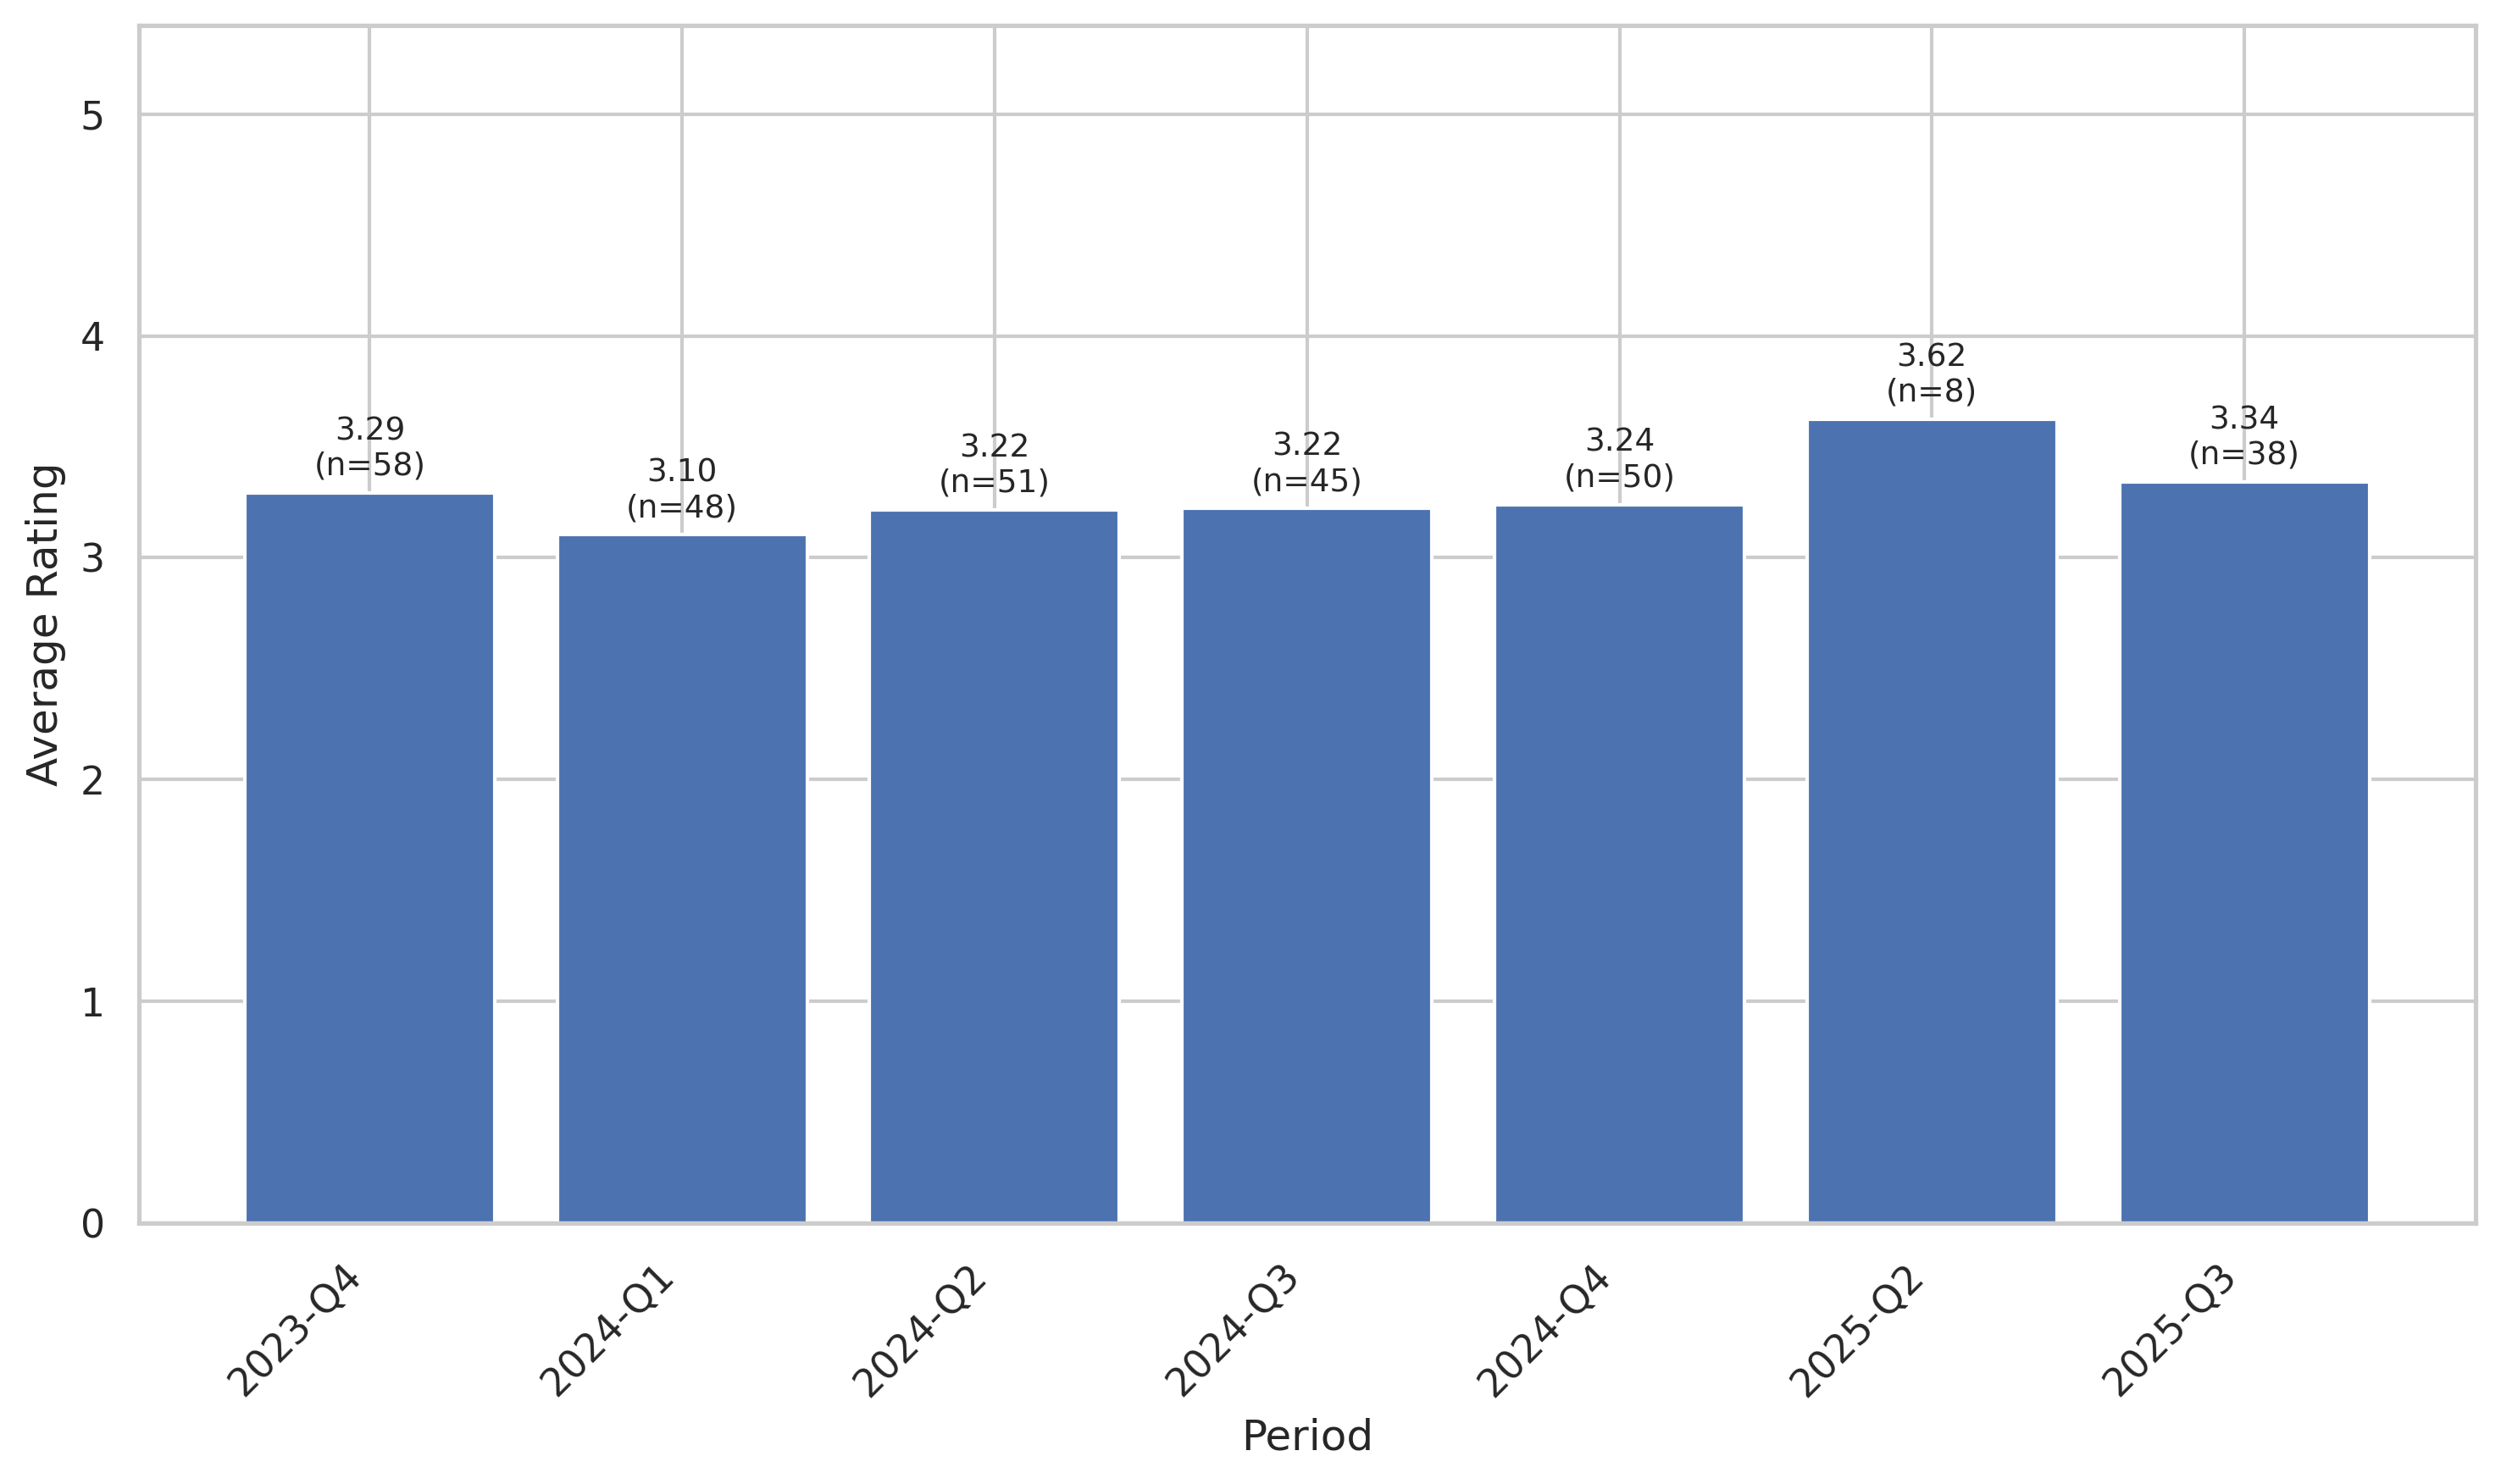 5
4
3
2
1
0
Average Rating
3.29
(n=58)
3.10
(n=48)
3.22
(n=51)
3.22
(n=45)
3.24
(n=50)
3.62
(n=8)
3.34
(n=38)
2023-Q4
2024-Q1
2024-Q2
2024-Q3
2024-Q4
2025-Q2
2025-Q3
Period